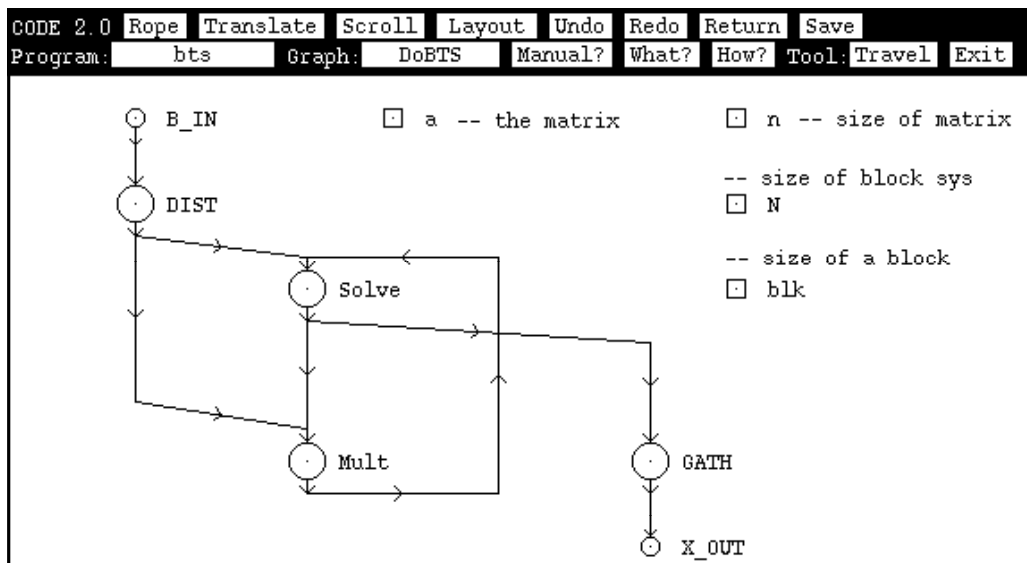 CODE 2.0 Rope Translate Scroll Layout Undo Redo Return Save
Program: bts Graph: DoBTS Manual? What? How? Tool: Travel Exit
B_IN
a -- the matrix
n -- size of matrix
-- size of block sys
DIST
N
-- size of a block
Solve
blk
Mult
GATH
X_OUT